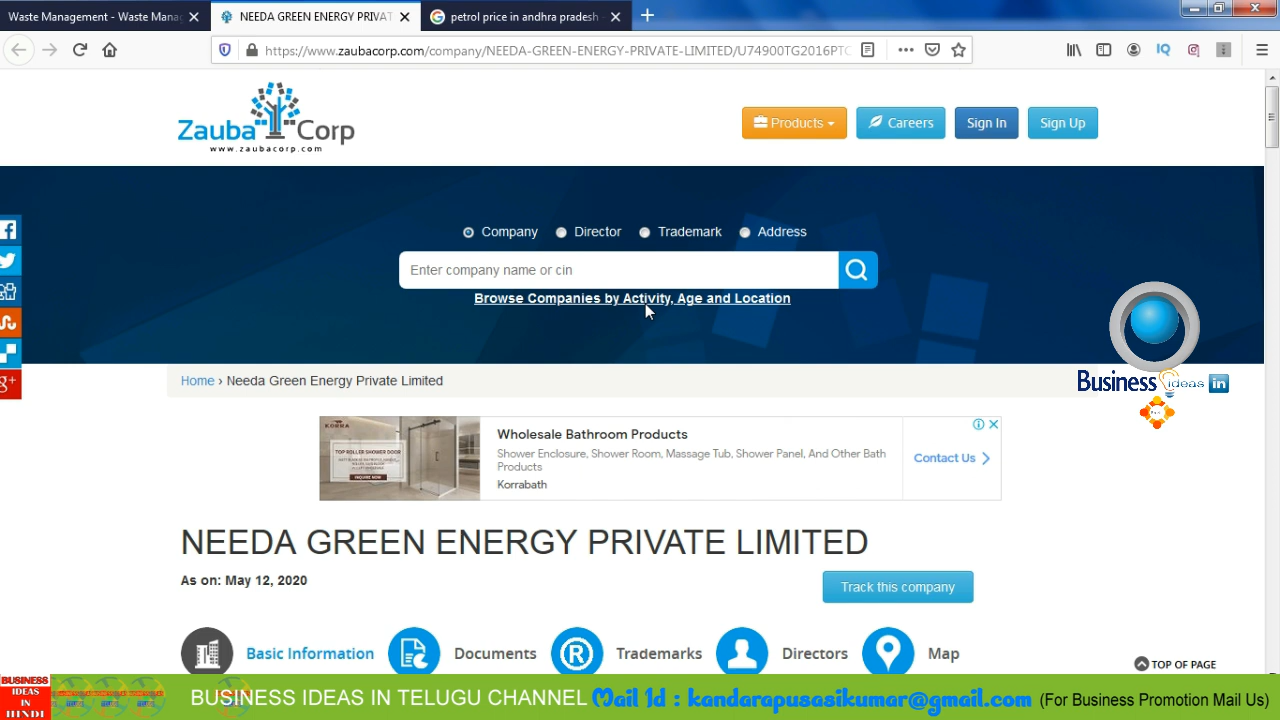 Waste Management - Waste Manag
NEEDA GREEN ENERGY PRIVAT
petrol price in andhra pradesh -
https://www.zaubacorp.com/company/NEEDA-GREEN-ENERGY-PRIVATE-LIMITED/U74900TG2016PTC
Zauba Corp
www.zaubacorp.com
Products
Careers
Sign In
Sign Up
Company
Director
Trademark
Address
Enter company name or cin
Browse Companies by Activity, Age and Location
Home › Needa Green Energy Private Limited
Business ideas in
KORRA
TOP ROLLER SHOWER DOOR
Wholesale Bathroom Products
Shower Enclosure, Shower Room, Massage Tub, Shower Panel, And Other Bath
Products
Korrabath
Contact Us
NEEDA GREEN ENERGY PRIVATE LIMITED
As on: May 12, 2020
Track this company
Basic Information
Documents
Trademarks
Directors
Map
TOP OF PAGE
BUSINESS
IDEAS
IN
HINDI
BUSINESS IDEAS IN TELUGU CHANNEL Mail Id : kandarapusasikumar@gmail.com (For Business Promotion Mail Us)